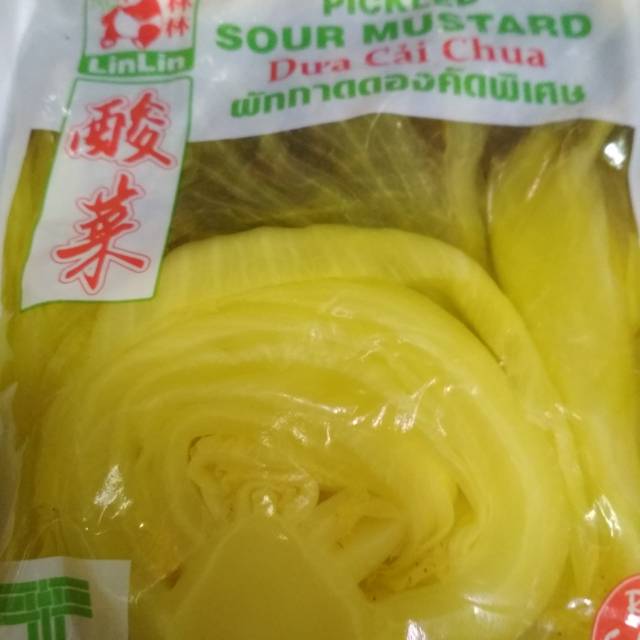 林林
LinLin
PICKLED
SOUR MUSTARD
Dưa Cải Chua
ผักกาดดองคัดพิเศษ
酸菜